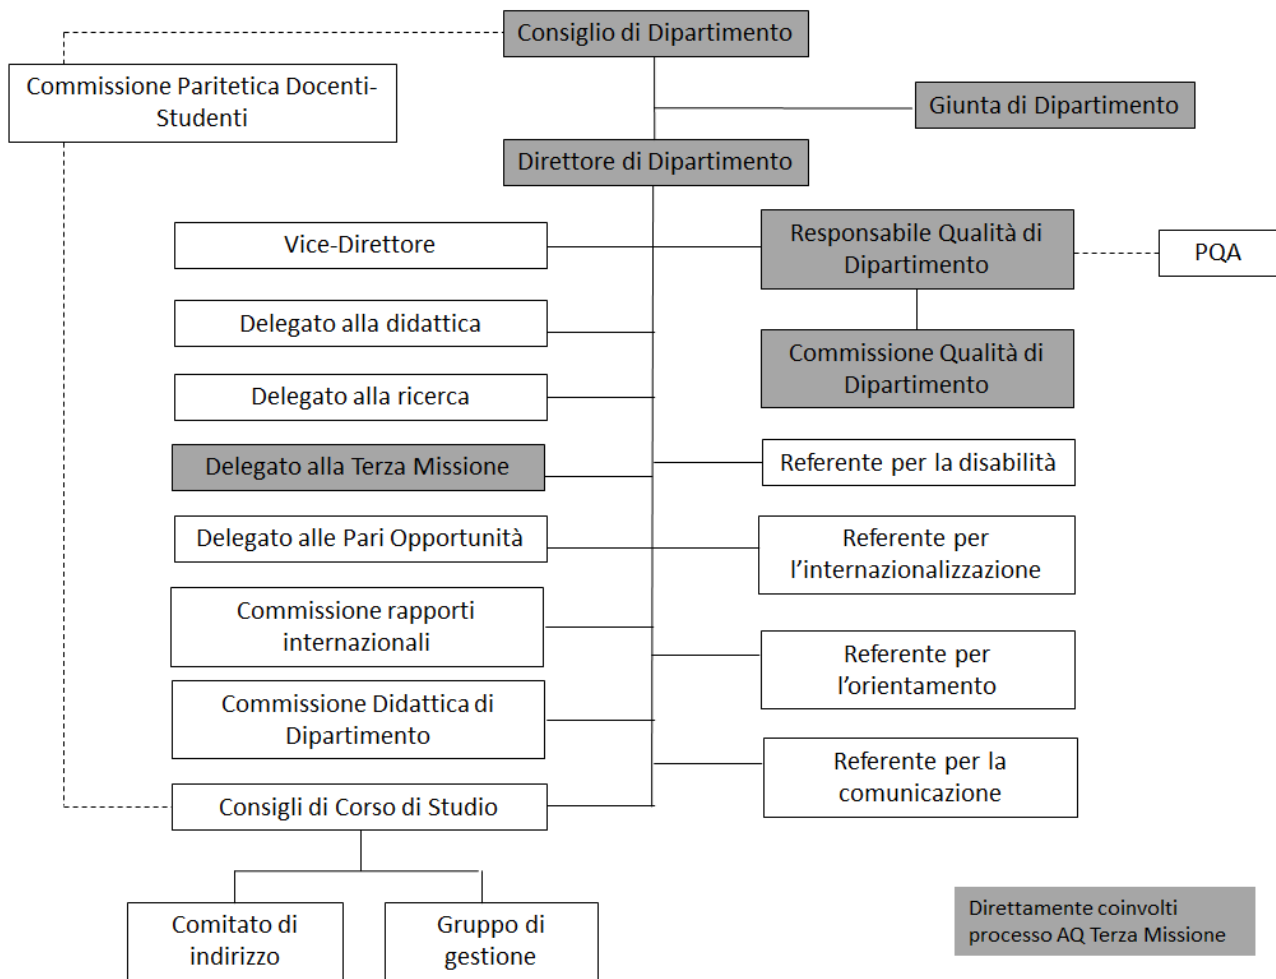 Consiglio di Dipartimento
Commissione Paritetica Docenti-
Studenti
Giunta di Dipartimento
Direttore di Dipartimento
Vice-Direttore
Responsabile Qualità di
Dipartimento
PQA
Delegato alla didattica
Commissione Qualità di
Dipartimento
Delegato alla ricerca
Delegato alla Terza Missione
Referente per la disabilità
Delegato alle Pari Opportunità
Referente per
l'internazionalizzazione
Commissione rapporti
internazionali
Referente per
l'orientamento
Commissione Didattica di
Dipartimento
Referente per la
comunicazione
Consigli di Corso di Studio
Comitato di
indirizzo
Gruppo di
gestione
Direttamente coinvolti
processo AQ Terza Missione